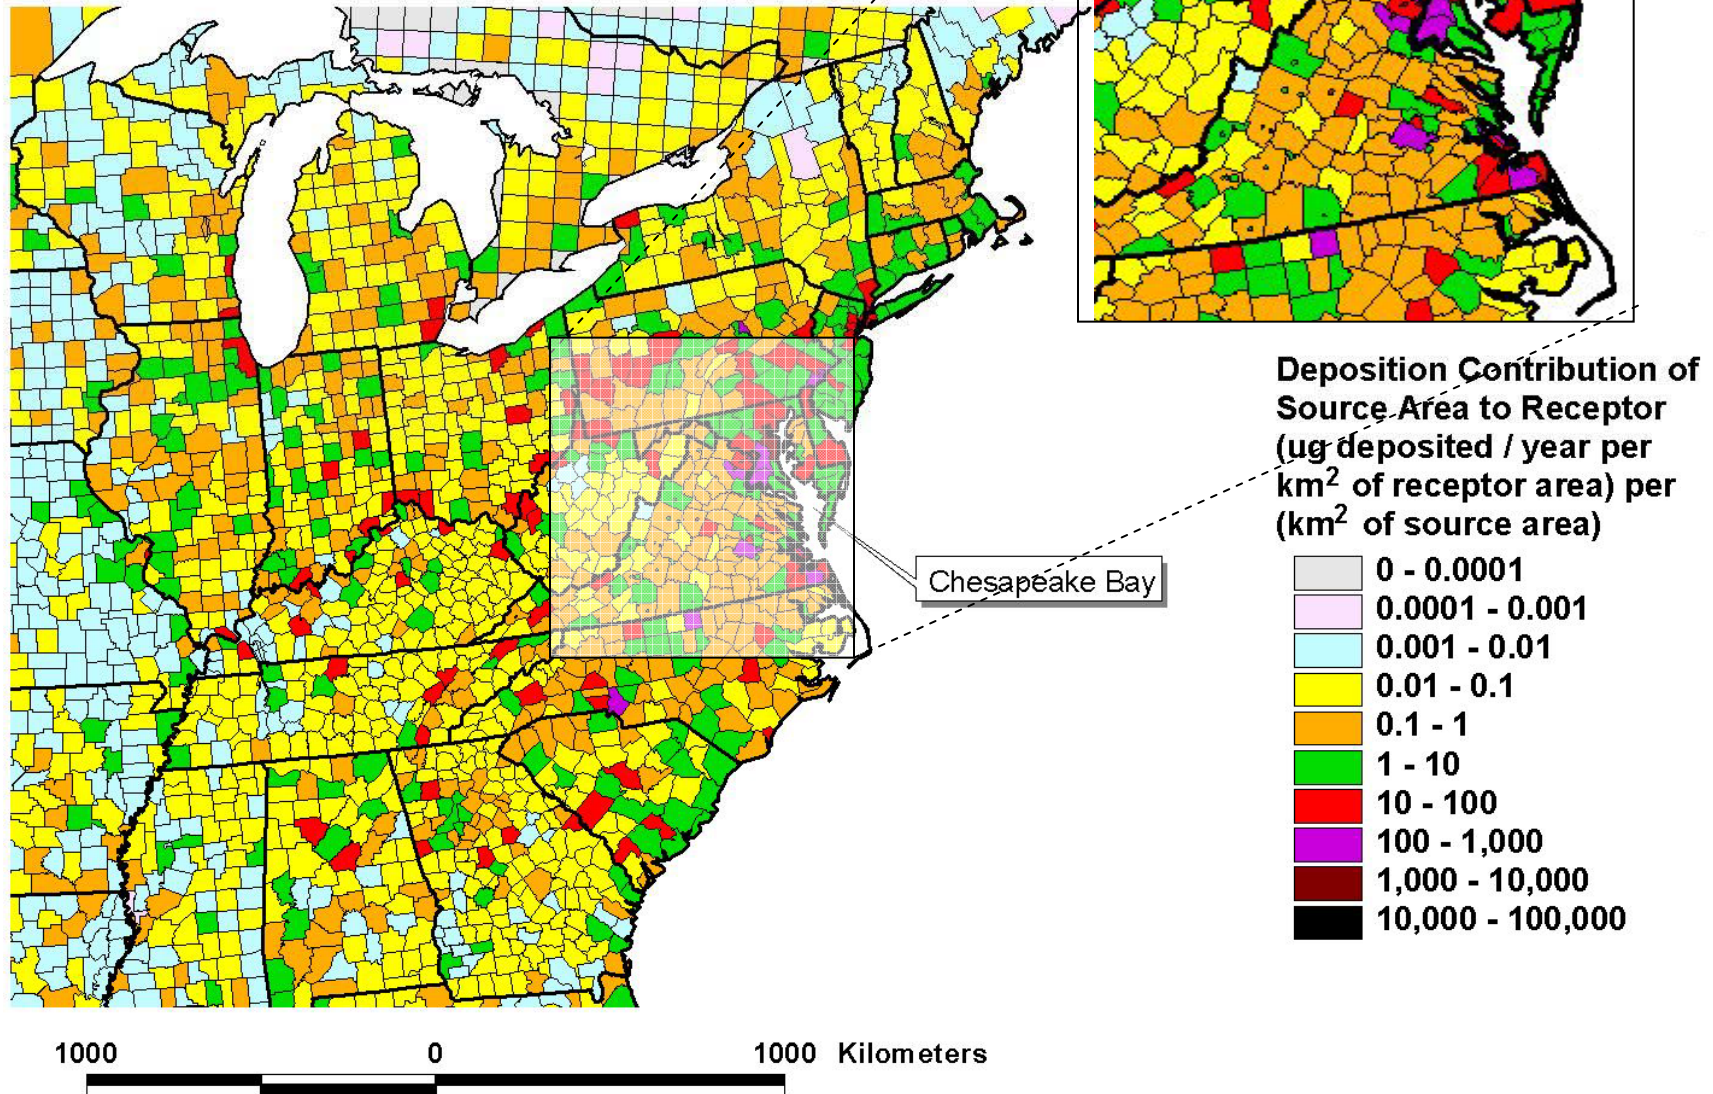 Deposition Contribution of
Source Area to Receptor
(ug deposited / year per
km2 of receptor area) per
(km2 of source area)
0 - 0.0001
0.0001 - 0.001
0.001 - 0.01
0.01 - 0.1
0.1 - 1
1 - 10
10 - 100
100 - 1,000
1,000 - 10,000
10,000 - 100,000
Chesapeake Bay
1000 0 1000 Kilometers